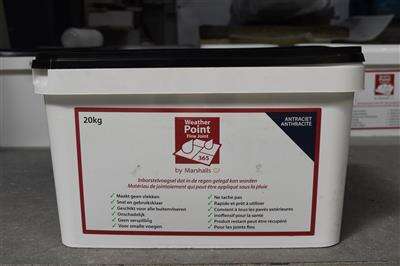 20kg
Weather
Point
Fine Joint
365
by Marshalls
ANTRACIET
ANTHRACITE
Inborstelvoegsel dat in de regen gelegd kan worden
Matériau de jointoiement qui peut être appliqué sous la pluie
✓ Maakt geen vlekken
✓ Snel en gebruiksklaar
✓ Geschikt voor alle buitenvloeren
✓ Onschadelijk
✓ Geen verspilling
✓ Voor smalle voegen
✓ Ne tache pas
✓ Rapide et prêt à utiliser
✓ Convient à tous les pavés extérieures
✓ Inoffensif pour la santé
✓ Produit restant peut être récupéré
✓ Pour les joints fins